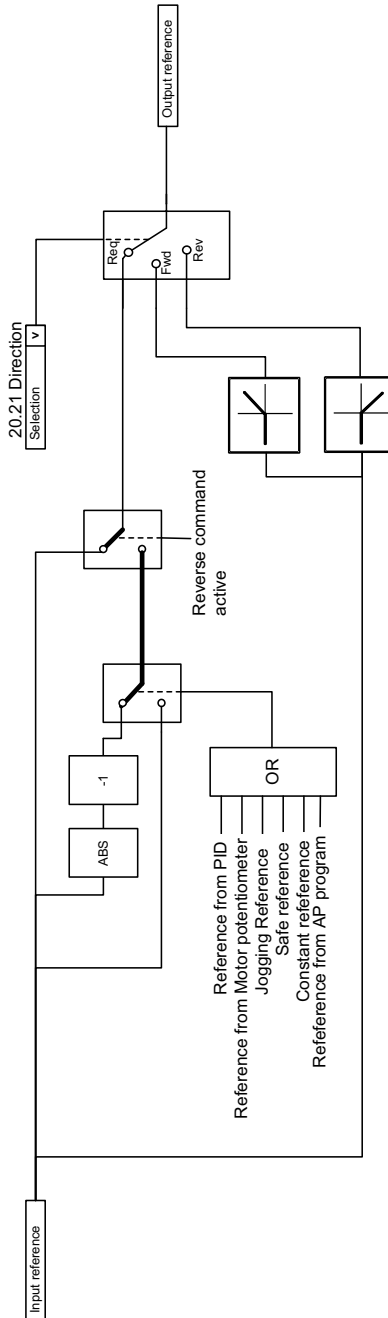 Input reference
ABS
-1
Reference from PID
Reference from Motor potentiometer
Jogging Reference
Safe reference
Constant reference
Refeference from AP program
OR
Reverse command
active
20.21 Direction
Selection
v
Req
Fwd
Rev
Output reference